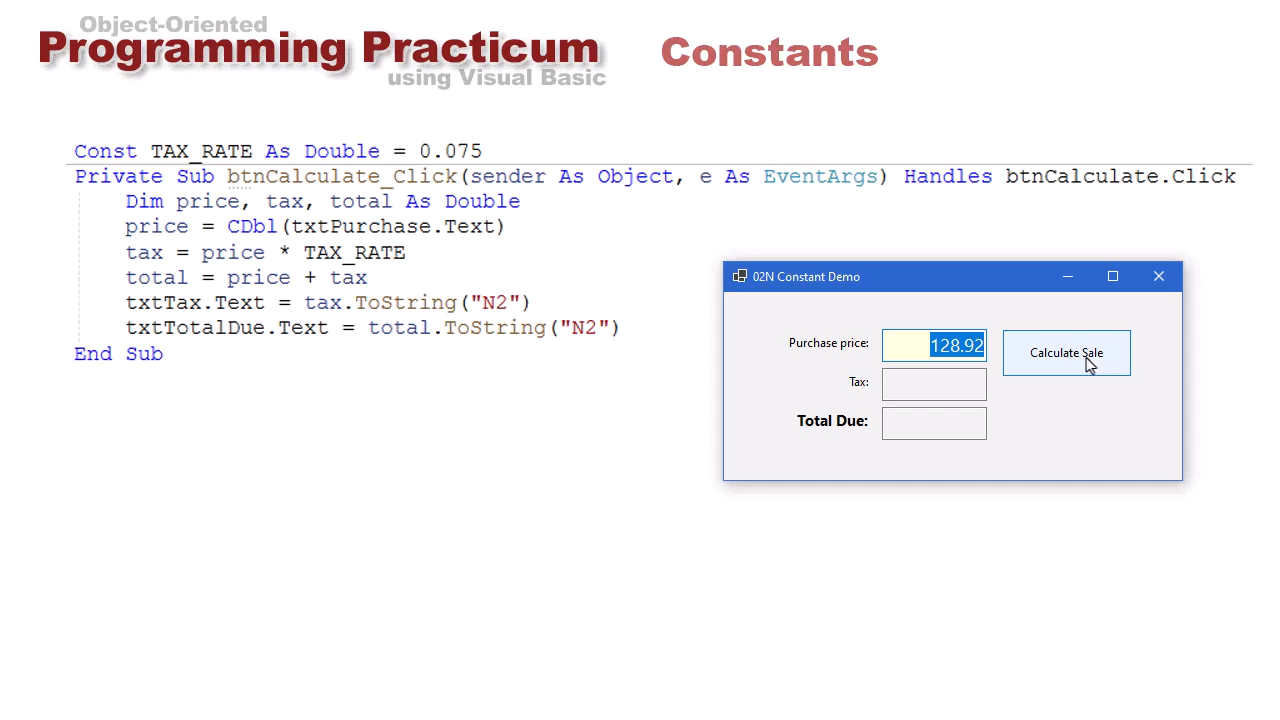 Object-Oriented
Programming Practicum
using Visual Basic
Constants
Const TAX_RATE As Double = 0.075
Private Sub btnCalculate_Click(sender As Object, e As EventArgs) Handles btnCalculate.Click
Dim price, tax, total As Double
price = CDbl(txtPurchase.Text)
tax = price * TAX_RATE
total = price + tax
txtTax.Text = tax.ToString("N2")
txtTotalDue.Text = total.ToString("N2")
End Sub
02N Constant Demo
Purchase price:
128.92
Calculate Sale
Tax:
Total Due: